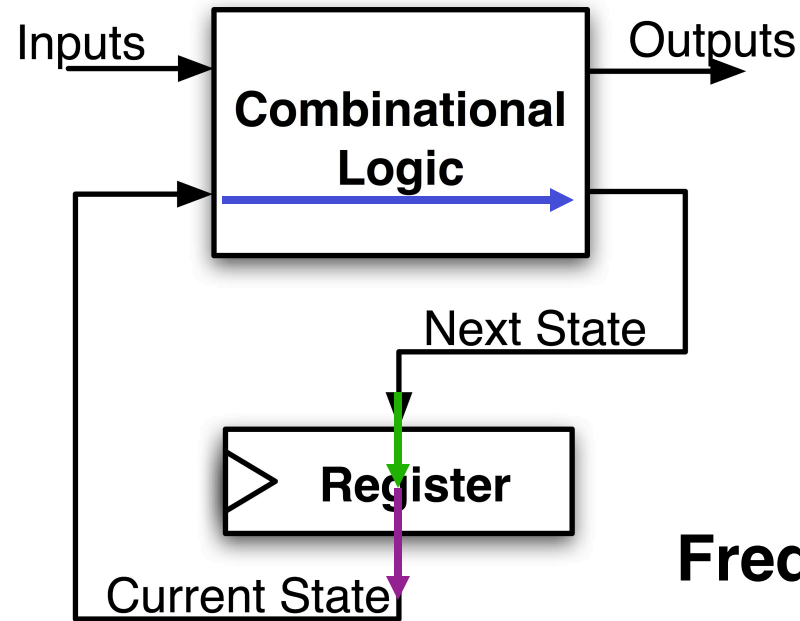 Inputs
Outputs
Combinational
Logic
Next State
Register
Current State